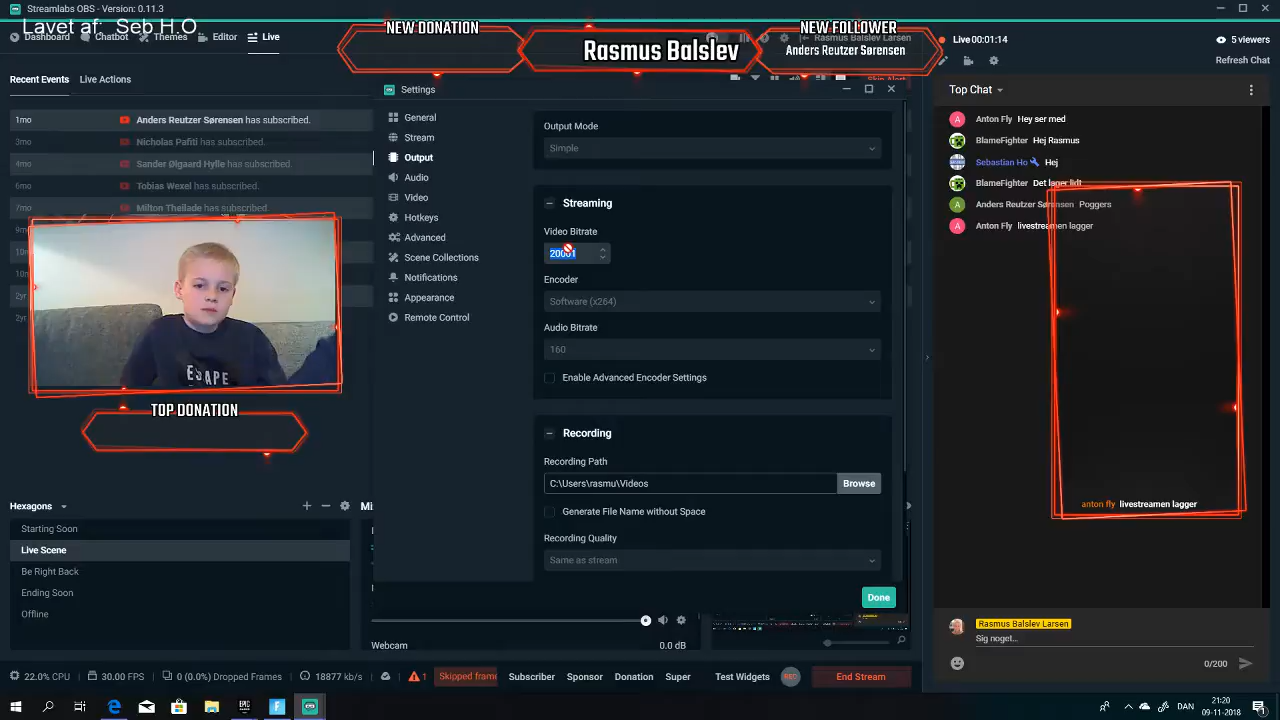 Streamlabs OBS - Version: 0.11.3
Lavet af: Seb H.O
Dashboard
Chatbot
Themes
Editor
Live
NEW DONATION
Rasmus Balslev
NEW FOLLOWER
Anders Reutzer Sørensen
Rasmus Balslev Larsen
Live 00:01:14
5 viewers
Refresh Chat
Recent Events
Live Actions
Skip Alert
1mo Anders Reutzer Sørensen has subscribed.
3mo Nicholas Pafiti has subscribed.
4mo Sander Ølgaard Hylle has subscribed.
6mo Tobias Wexel has subscribed.
7mo Milton Theilade has subscribed.
ESAPE
TOP DONATION
Hexagons
Starting Soon
Live Scene
Be Right Back
Ending Soon
Offline
Settings
General
Stream
Output
Audio
Video
Hotkeys
Advanced
Scene Collections
Notifications
Appearance
Remote Control
Output Mode
Simple
Streaming
Video Bitrate
Encoder
Software (x264)
Audio Bitrate
160
Enable Advanced Encoder Settings
Recording
Recording Path
C:\Users\rasmu\Videos
Browse
Generate File Name without Space
Recording Quality
Same as stream
Done
Webcam
0.0 dB
Top Chat
Anton Fly Hey ser med
BlameFighter Hej Rasmus
Sebastian Ho Hej
BlameFighter Det lager lidt
Anders Reutzer Sørensen Poggers
Anton Fly livestreamen lagger
anton fly livestreamen lagger
Rasmus Balslev Larsen
Sig noget...
0/200
22.0% CPU
30.00 FPS
0 (0.0%) Dropped Frames
18877 kb/s
1
Skipped frame
Subscriber
Sponsor
Donation
Super
Test Widgets
REC
End Stream
DAN
21:20
09-11-2018